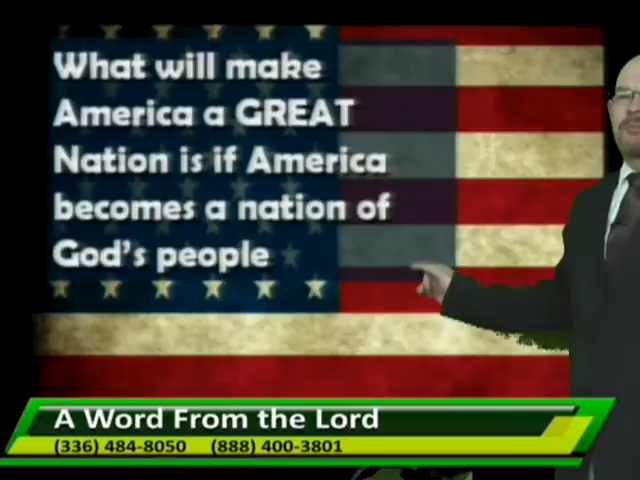 What will make
America a GREAT
Nation is if America
becomes a nation of
God's people
A Word From the Lord
(336) 484-8050 (888) 400-3801